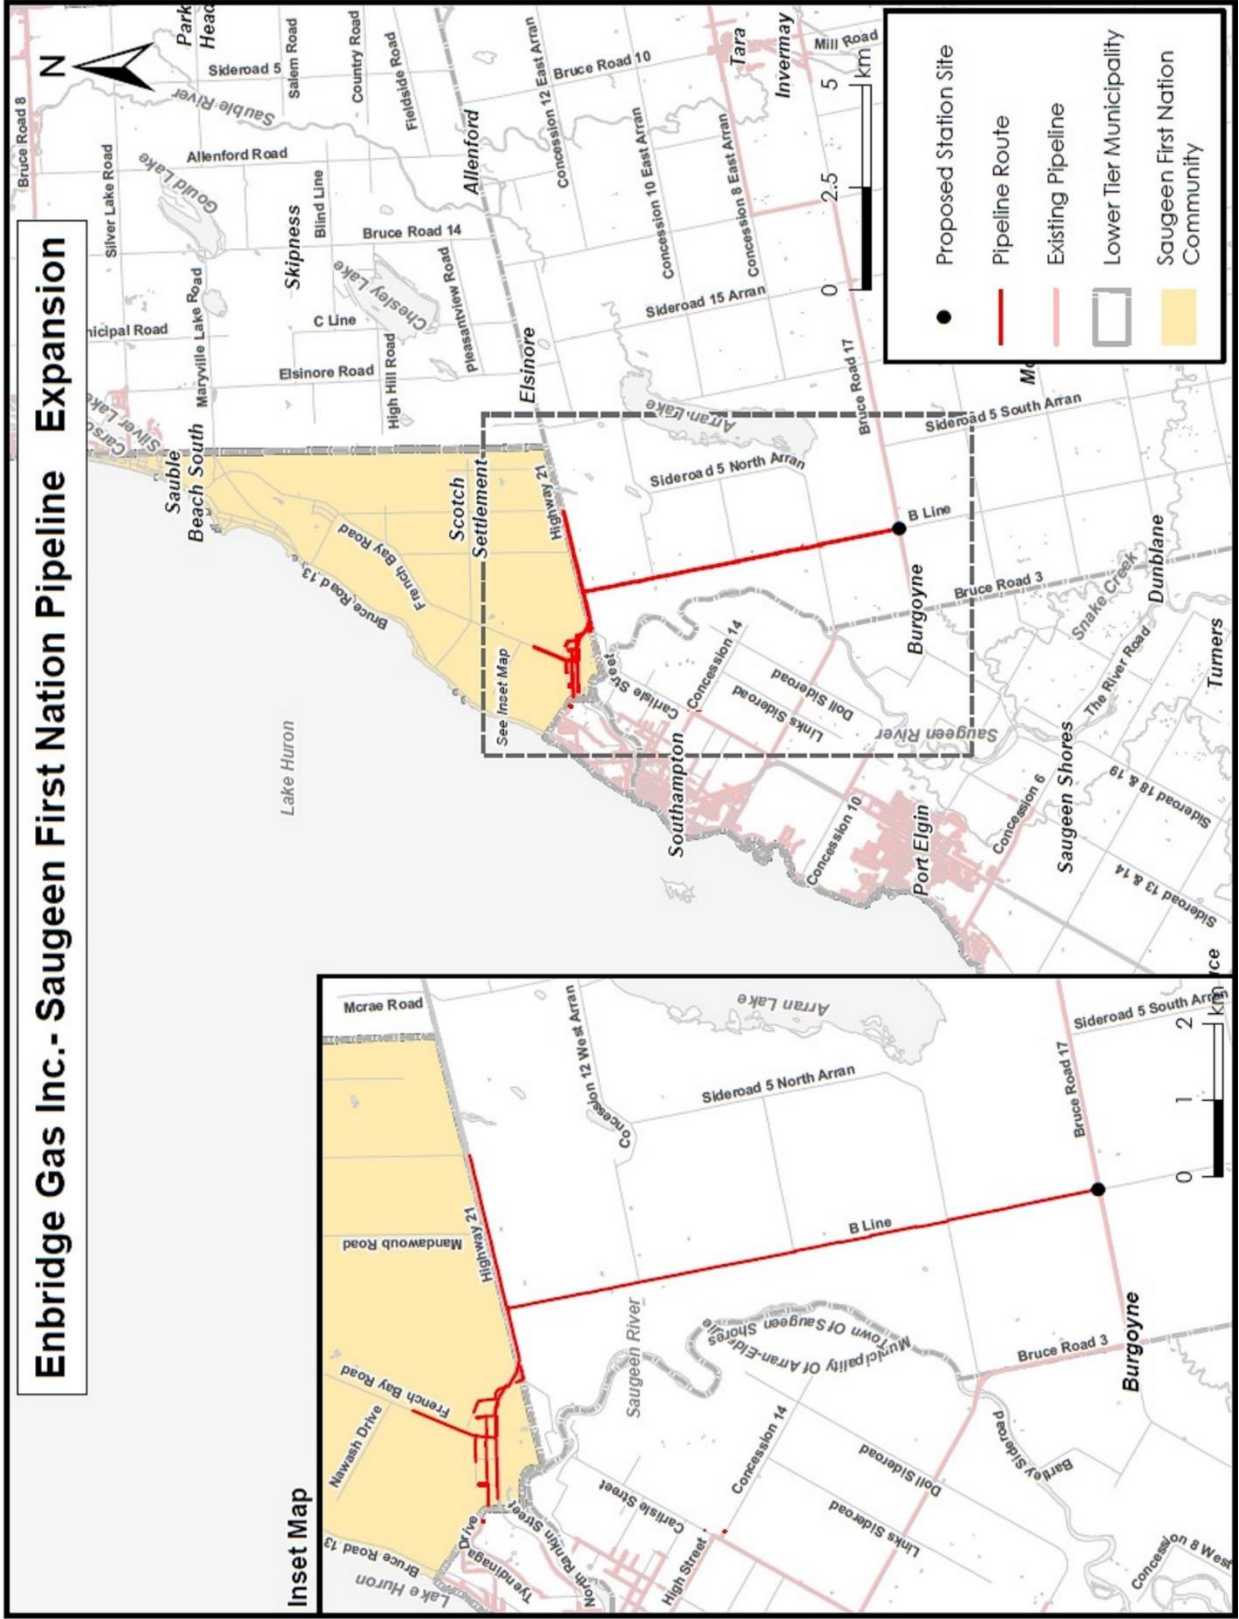 Enbridge Gas Inc.- Saugeen First Nation Pipeline Expansion
N
Bruce Road 8
Park
Head
Sideroad 5
Salem Road
Country Road
Fieldside Road
Sauble River
Silver Lake Road
Allenford Road
Gould Lake
Skipness
Blind Line
Bruce Road 14
Allenford
Chesley Lake
C Line
Pleasantview Road
nicipal Road
Maryville Lake Road
Elsinore Road
High Hill Road
Elsinore
Silver Lake
Sauble
Beach South
Scotch
Settlement
Highway 21
French Bay Road
Bruce Road 13
See Inset Map
Lake Huron
Concession 12 East Arran
Bruce Road 10
Tara
Invermay
Mill Road
Concession 10 East Arran
Concession 8 East Arran
Sideroad 15 Arran
Arran Lake
Bruce Road 17
Sideroad 5 South Arran
Sideroad 5 North Arran
B Line
Burgoyne
Bruce Road 3
Snake Creek
Dunblane
The River Road
Turners
Carlisle Street
Concession 14
Doll Sideroad
Links Sideroad
Saugeen River
Southampton
Concession 10
Port Elgin
Concession 6
Saugeen Shores
Sideroad 18 & 19
Sideroad 13 & 14
0 2.5 5
km
Proposed Station Site
Pipeline Route
Existing Pipeline
Lower Tier Municipality
Saugeen First Nation
Community
Inset Map
Mcrae Road
Mandawoub Road
Highway 21
French Bay Road
Nawash Drive
Bruce Road 13
Lake Huron
Tyendinaga Drive
North Rankin Street
Concession 12 West Arran
Arran Lake
Sideroad 5 North Arran
Sideroad 5 South Arran
Bruce Road 17
B Line
Saugeen River
Town Of Saugeen Shores
Municipality Of Arran-Elderslie
Bruce Road 3
Burgoyne
Concession 14
Carlisle Street
High Street
Doll Sideroad
Links Sideroad
Bartley Sideroad
Concession 8 West
0 1 2
km